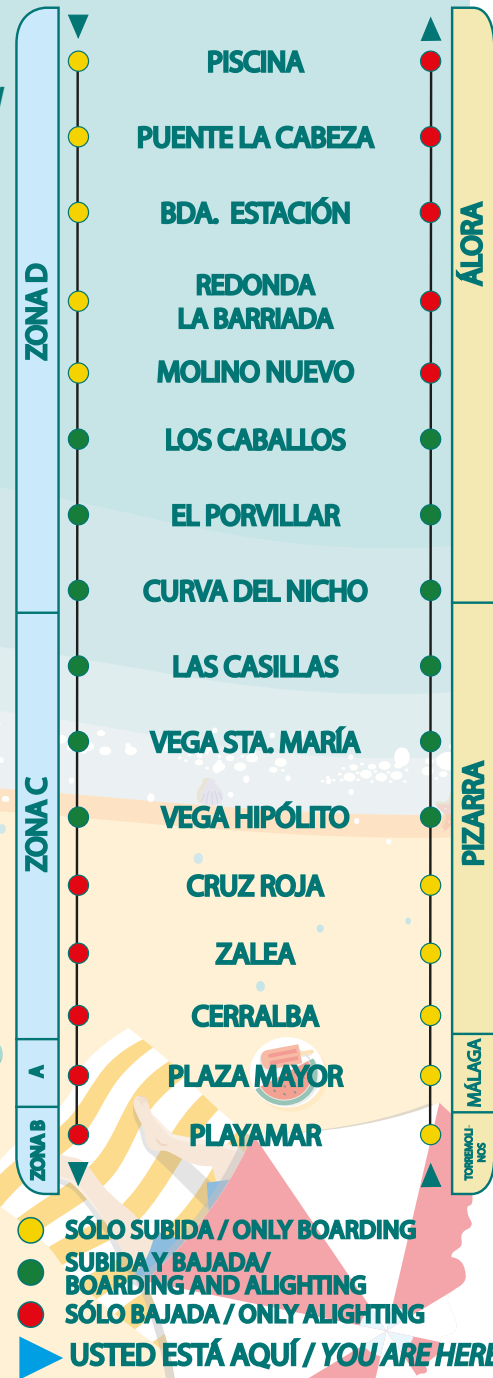 PISCINA
PUENTE LA CABEZA
BDA. ESTACIÓN
REDONDA
LA BARRIADA
MOLINO NUEVO
LOS CABALLOS
EL PORVILLAR
CURVA DEL NICHO
LAS CASILLAS
VEGA STA. MARÍA
VEGA HIPÓLITO
CRUZ ROJA
ZALEA
CERRALBA
PLAZA MAYOR
PLAYAMAR
ZONA D
ZONA C
A
ZONA B
ÁLORA
PIZARRA
MÁLAGA
TORREMOLI-
NOS
SÓLO SUBIDA / ONLY BOARDING
SUBIDA Y BAJADA/
BOARDING AND ALIGHTING
SÓLO BAJADA / ONLY ALIGHTING
USTED ESTÁ AQUÍ / YOU ARE HERE